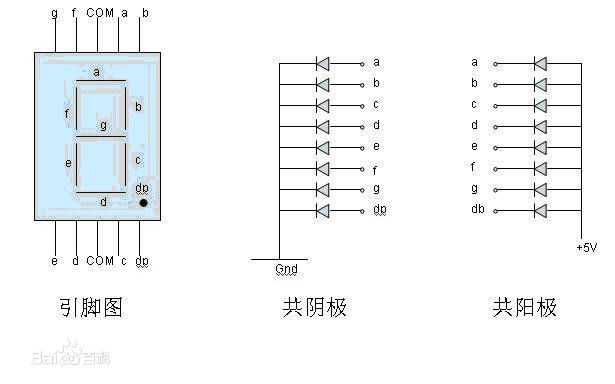 g f COM a b
a
f b
g
e c
d dp
e d COM c dp
引脚图
a
b
c
d
e
f
g
dp
Gnd
共阴极
a
b
c
d
e
f
g
db
+5V
共阳极
Baidu百科